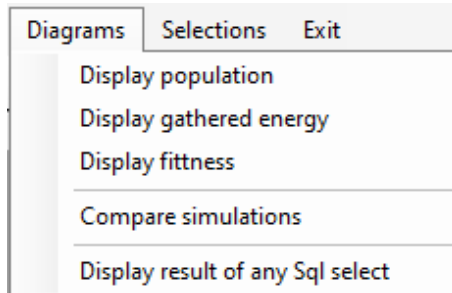 Diagrams Selections Exit
Display population
Display gathered energy
Display fittness
Compare simulations
Display result of any Sql select